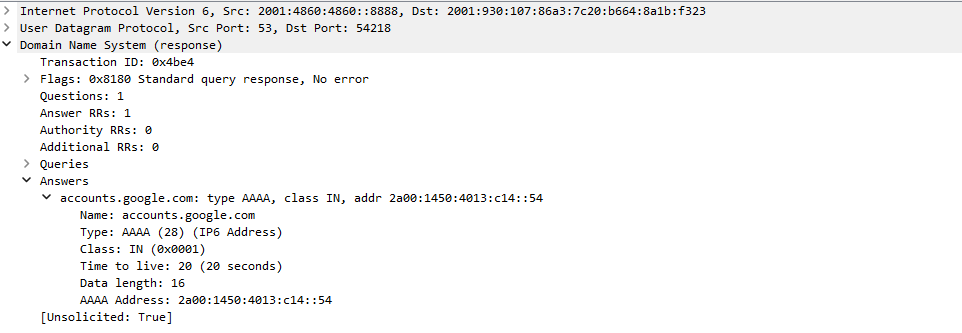 Internet Protocol Version 6, Src: 2001:4860:4860::8888, Dst: 2001:930:107:86a3:7c20:b664:8a1b:f323
User Datagram Protocol, Src Port: 53, Dst Port: 54218
Domain Name System (response)
Transaction ID: 0x4be4
Flags: 0x8180 Standard query response, No error
Questions: 1
Answer RRs: 1
Authority RRs: 0
Additional RRs: 0
Queries
Answers
accounts.google.com: type AAAA, class IN, addr 2a00:1450:4013:c14::54
Name: accounts.google.com
Type: AAAA (28) (IP6 Address)
Class: IN (0x0001)
Time to live: 20 (20 seconds)
Data length: 16
AAAA Address: 2a00:1450:4013:c14::54
[Unsolicited: True]